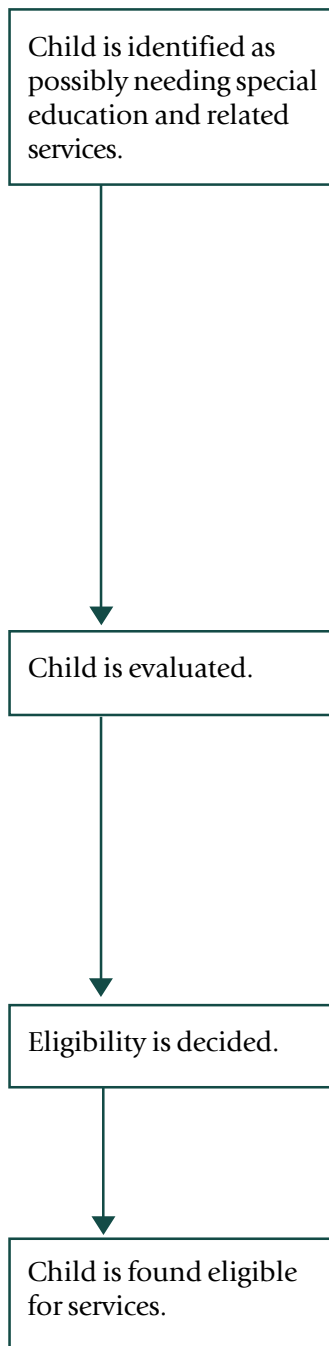 Child is identified as
possibly needing special
education and related
services.
Child is evaluated.
Eligibility is decided.
Child is found eligible
for services.